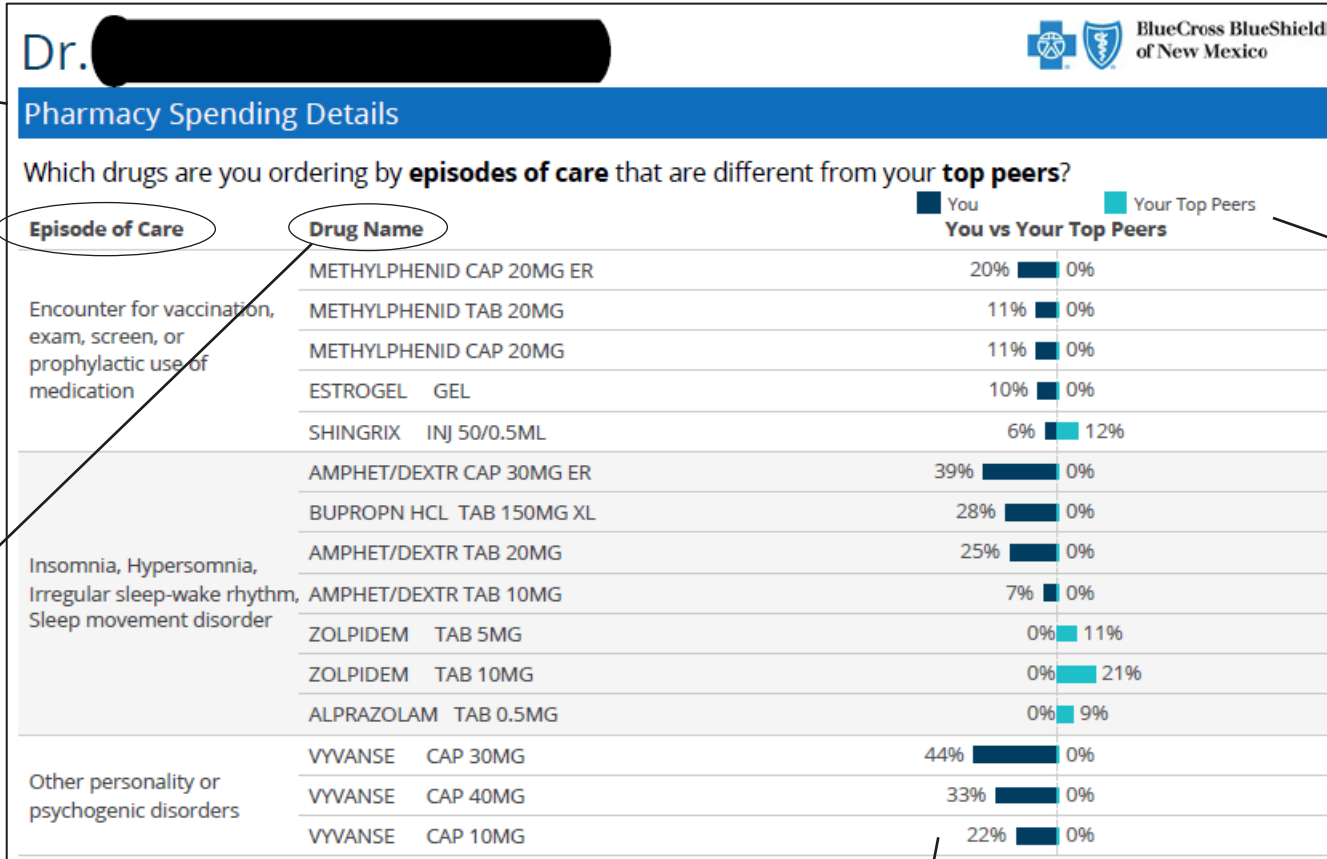 Dr.
BlueCross BlueShield
of New Mexico
Pharmacy Spending Details
Which drugs are you ordering by episodes of care that are different from your top peers?
You Your Top Peers
Episode of Care Drug Name You vs Your Top Peers
Encounter for vaccination,
exam, screen, or
prophylactic use of
medication
METHYLPHENID CAP 20MG ER 20% 0%
METHYLPHENID TAB 20MG 11% 0%
METHYLPHENID CAP 20MG 11% 0%
ESTROGEL GEL 10% 0%
SHINGRIX INJ 50/0.5ML 6% 12%
Insomnia, Hypersomnia,
Irregular sleep-wake rhythm,
Sleep movement disorder
AMPHET/DEXTR CAP 30MG ER 39% 0%
BUPROPN HCL TAB 150MG XL 28% 0%
AMPHET/DEXTR TAB 20MG 25% 0%
AMPHET/DEXTR TAB 10MG 7% 0%
ZOLPIDEM TAB 5MG 0% 11%
ZOLPIDEM TAB 10MG 0% 21%
ALPRAZOLAM TAB 0.5MG 0% 9%
Other personality or
psychogenic disorders
VYVANSE CAP 30MG 44% 0%
VYVANSE CAP 40MG 33% 0%
VYVANSE CAP 10MG 22% 0%